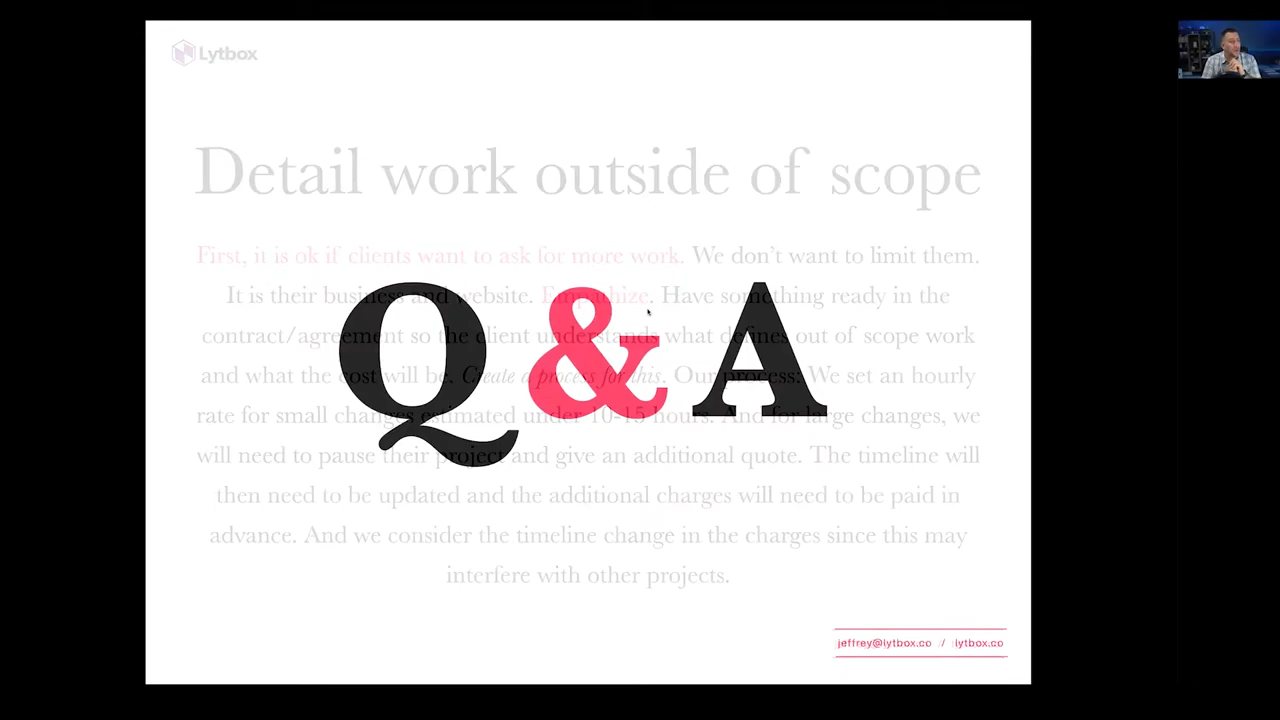 Lytbox
Detail work outside of scope
First, it is ok if clients want to ask for more work. We don't want to limit them.
It is their business and website. Empathize. Have something ready in the
contract/agreement so the client understands what defines out of scope work
and what the cost will be. Create a process for this. Our process: We set an hourly
rate for small changes estimated under 10-15 hours. And for large changes, we
will need to pause their project and give an additional quote. The timeline will
then need to be updated and the additional charges will need to be paid in
advance. And we consider the timeline change in the charges since this may
interfere with other projects.
Q & A
jeffrey@lytbox.co / lytbox.co